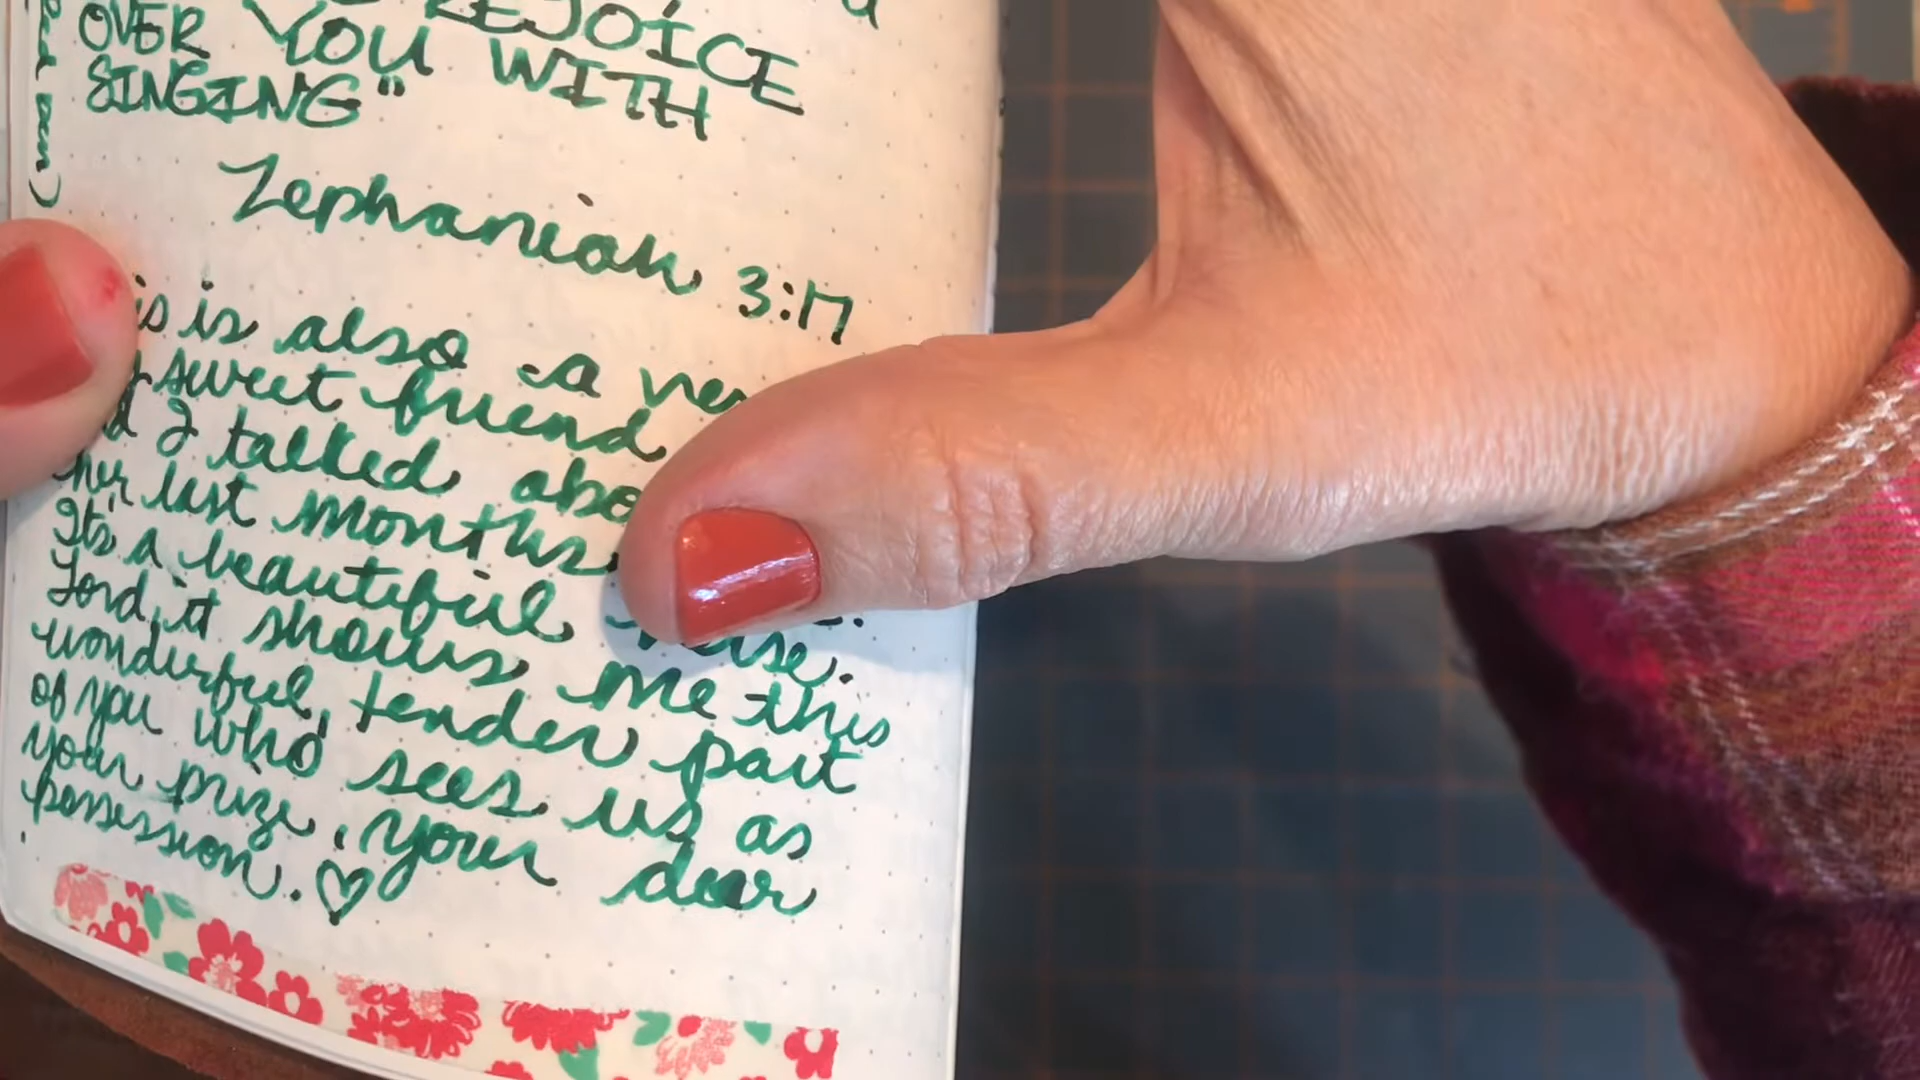 REJOICE
OVER YOU WITH
SINGING"
Zephaniah 3:17
is is also a ver
sweet friend
d I talked abo
her last months
It's a beautiful verse.
Lord, it shows me this
wonderful, tender part
of you who sees us as
your prize, your dear
possession.